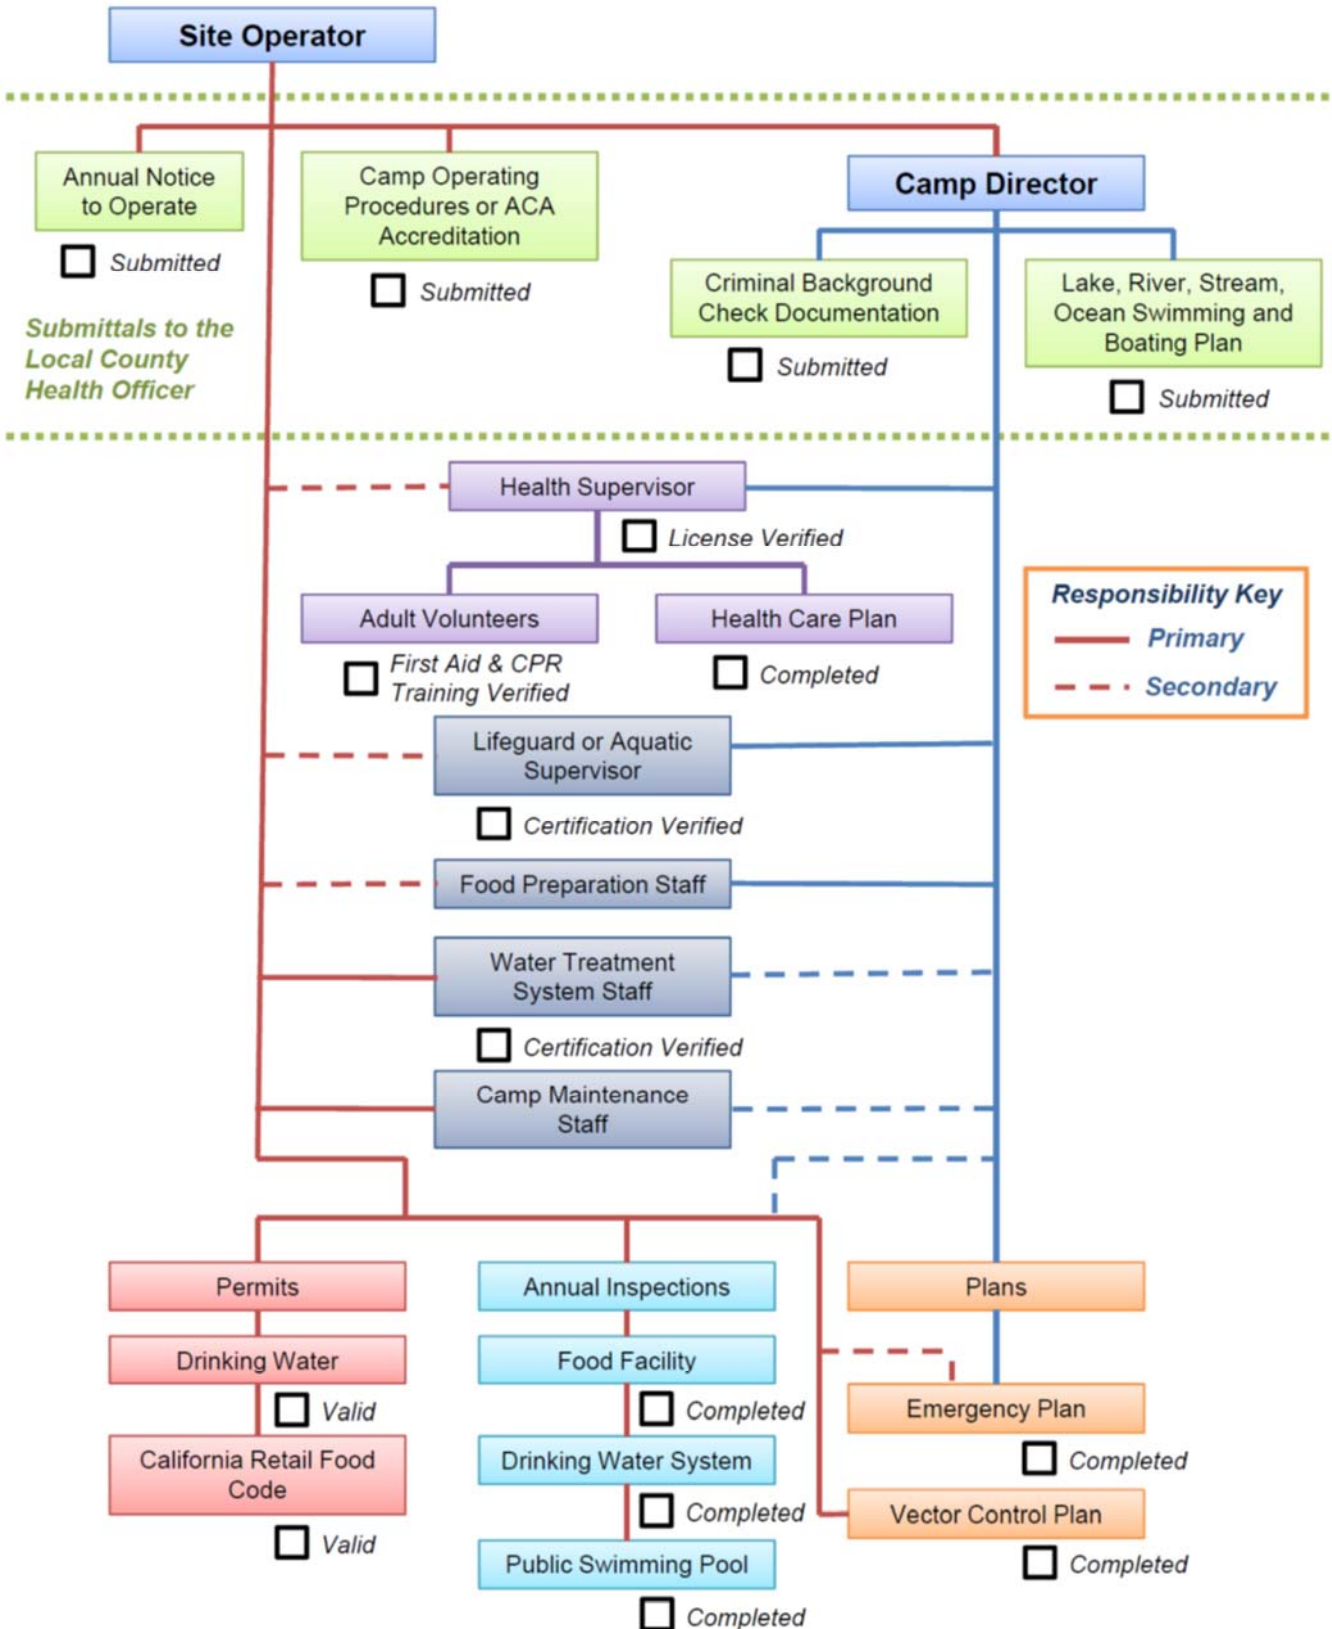 Site Operator
Annual Notice
to Operate
Submitted
Camp Operating
Procedures or ACA
Accreditation
Submitted
Camp Director
Criminal Background
Check Documentation
Submitted
Lake, River, Stream,
Ocean Swimming and
Boating Plan
Submitted
Submittals to the
Local County
Health Officer
Health Supervisor
License Verified
Adult Volunteers
First Aid & CPR
Training Verified
Health Care Plan
Completed
Responsibility Key
Primary
Secondary
Lifeguard or Aquatic
Supervisor
Certification Verified
Food Preparation Staff
Water Treatment
System Staff
Certification Verified
Camp Maintenance
Staff
Permits
Drinking Water
Valid
California Retail Food
Code
Valid
Annual Inspections
Food Facility
Completed
Drinking Water System
Completed
Public Swimming Pool
Completed
Plans
Emergency Plan
Completed
Vector Control Plan
Completed